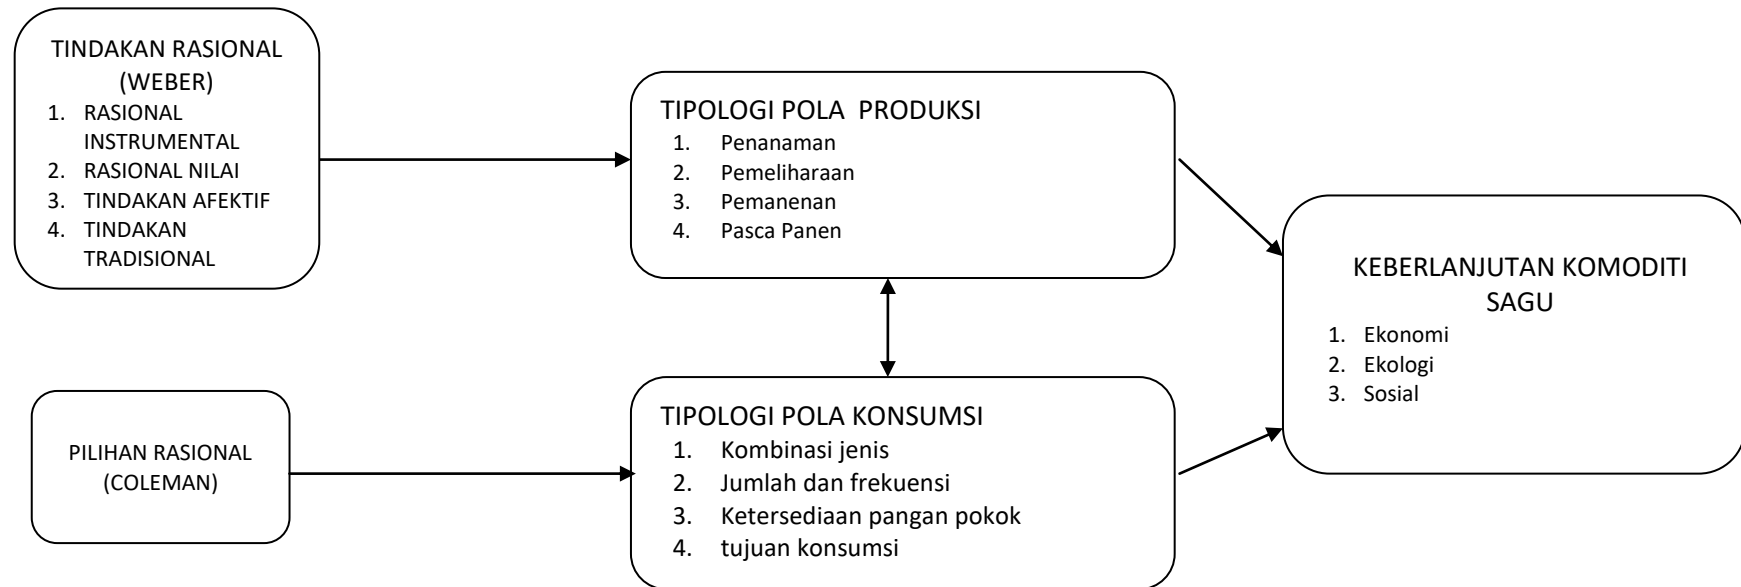 TINDAKAN RASIONAL
(WEBER)
1. RASIONAL
INSTRUMENTAL
2. RASIONAL NILAI
3. TINDAKAN AFEKTIF
4. TINDAKAN
TRADISIONAL
TIPOLOGI POLA PRODUKSI
1. Penanaman
2. Pemeliharaan
3. Pemanenan
4. Pasca Panen
KEBERLANJUTAN KOMODITI
SAGU
1. Ekonomi
2. Ekologi
3. Sosial
PILIHAN RASIONAL
(COLEMAN)
TIPOLOGI POLA KONSUMSI
1. Kombinasi jenis
2. Jumlah dan frekuensi
3. Ketersediaan pangan pokok
4. tujuan konsumsi